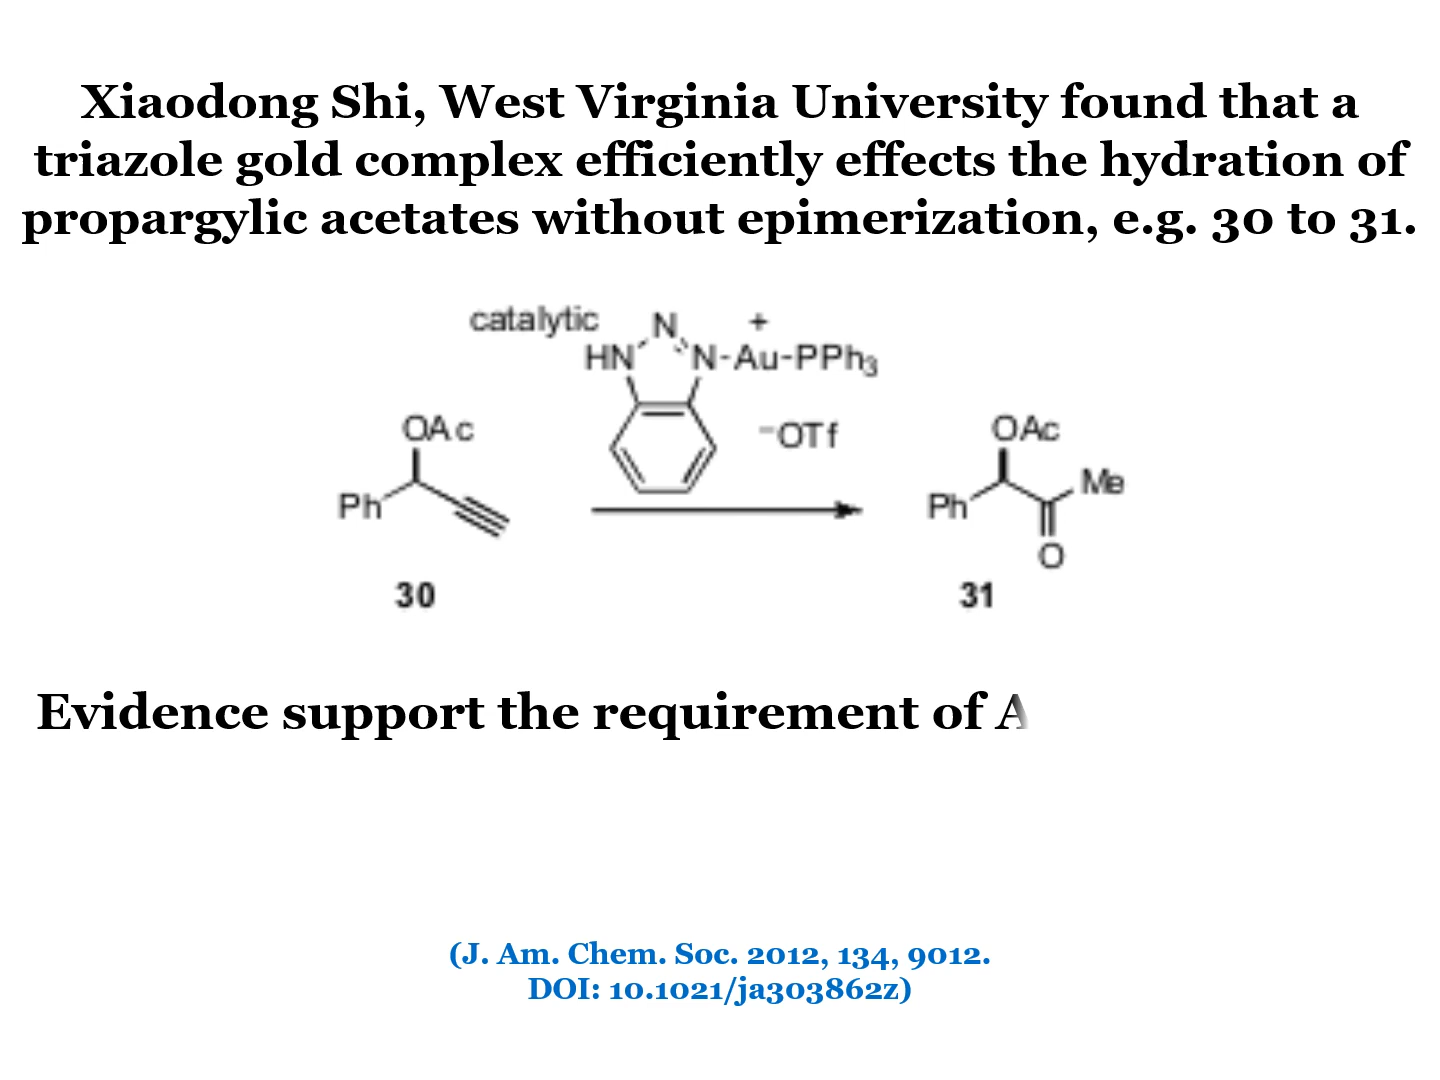 Xiaodong Shi, West Virginia University found that a
triazole gold complex efficiently effects the hydration of
propargylic acetates without epimerization, e.g. 30 to 31.
catalytic
N
+
HN
N-Au-PPh3
OAc
-OTf
OAc
Ph
Ph
Me
O
30
31
Evidence support the requirement of A
(J. Am. Chem. Soc. 2012, 134, 9012.
DOI: 10.1021/ja303862z)